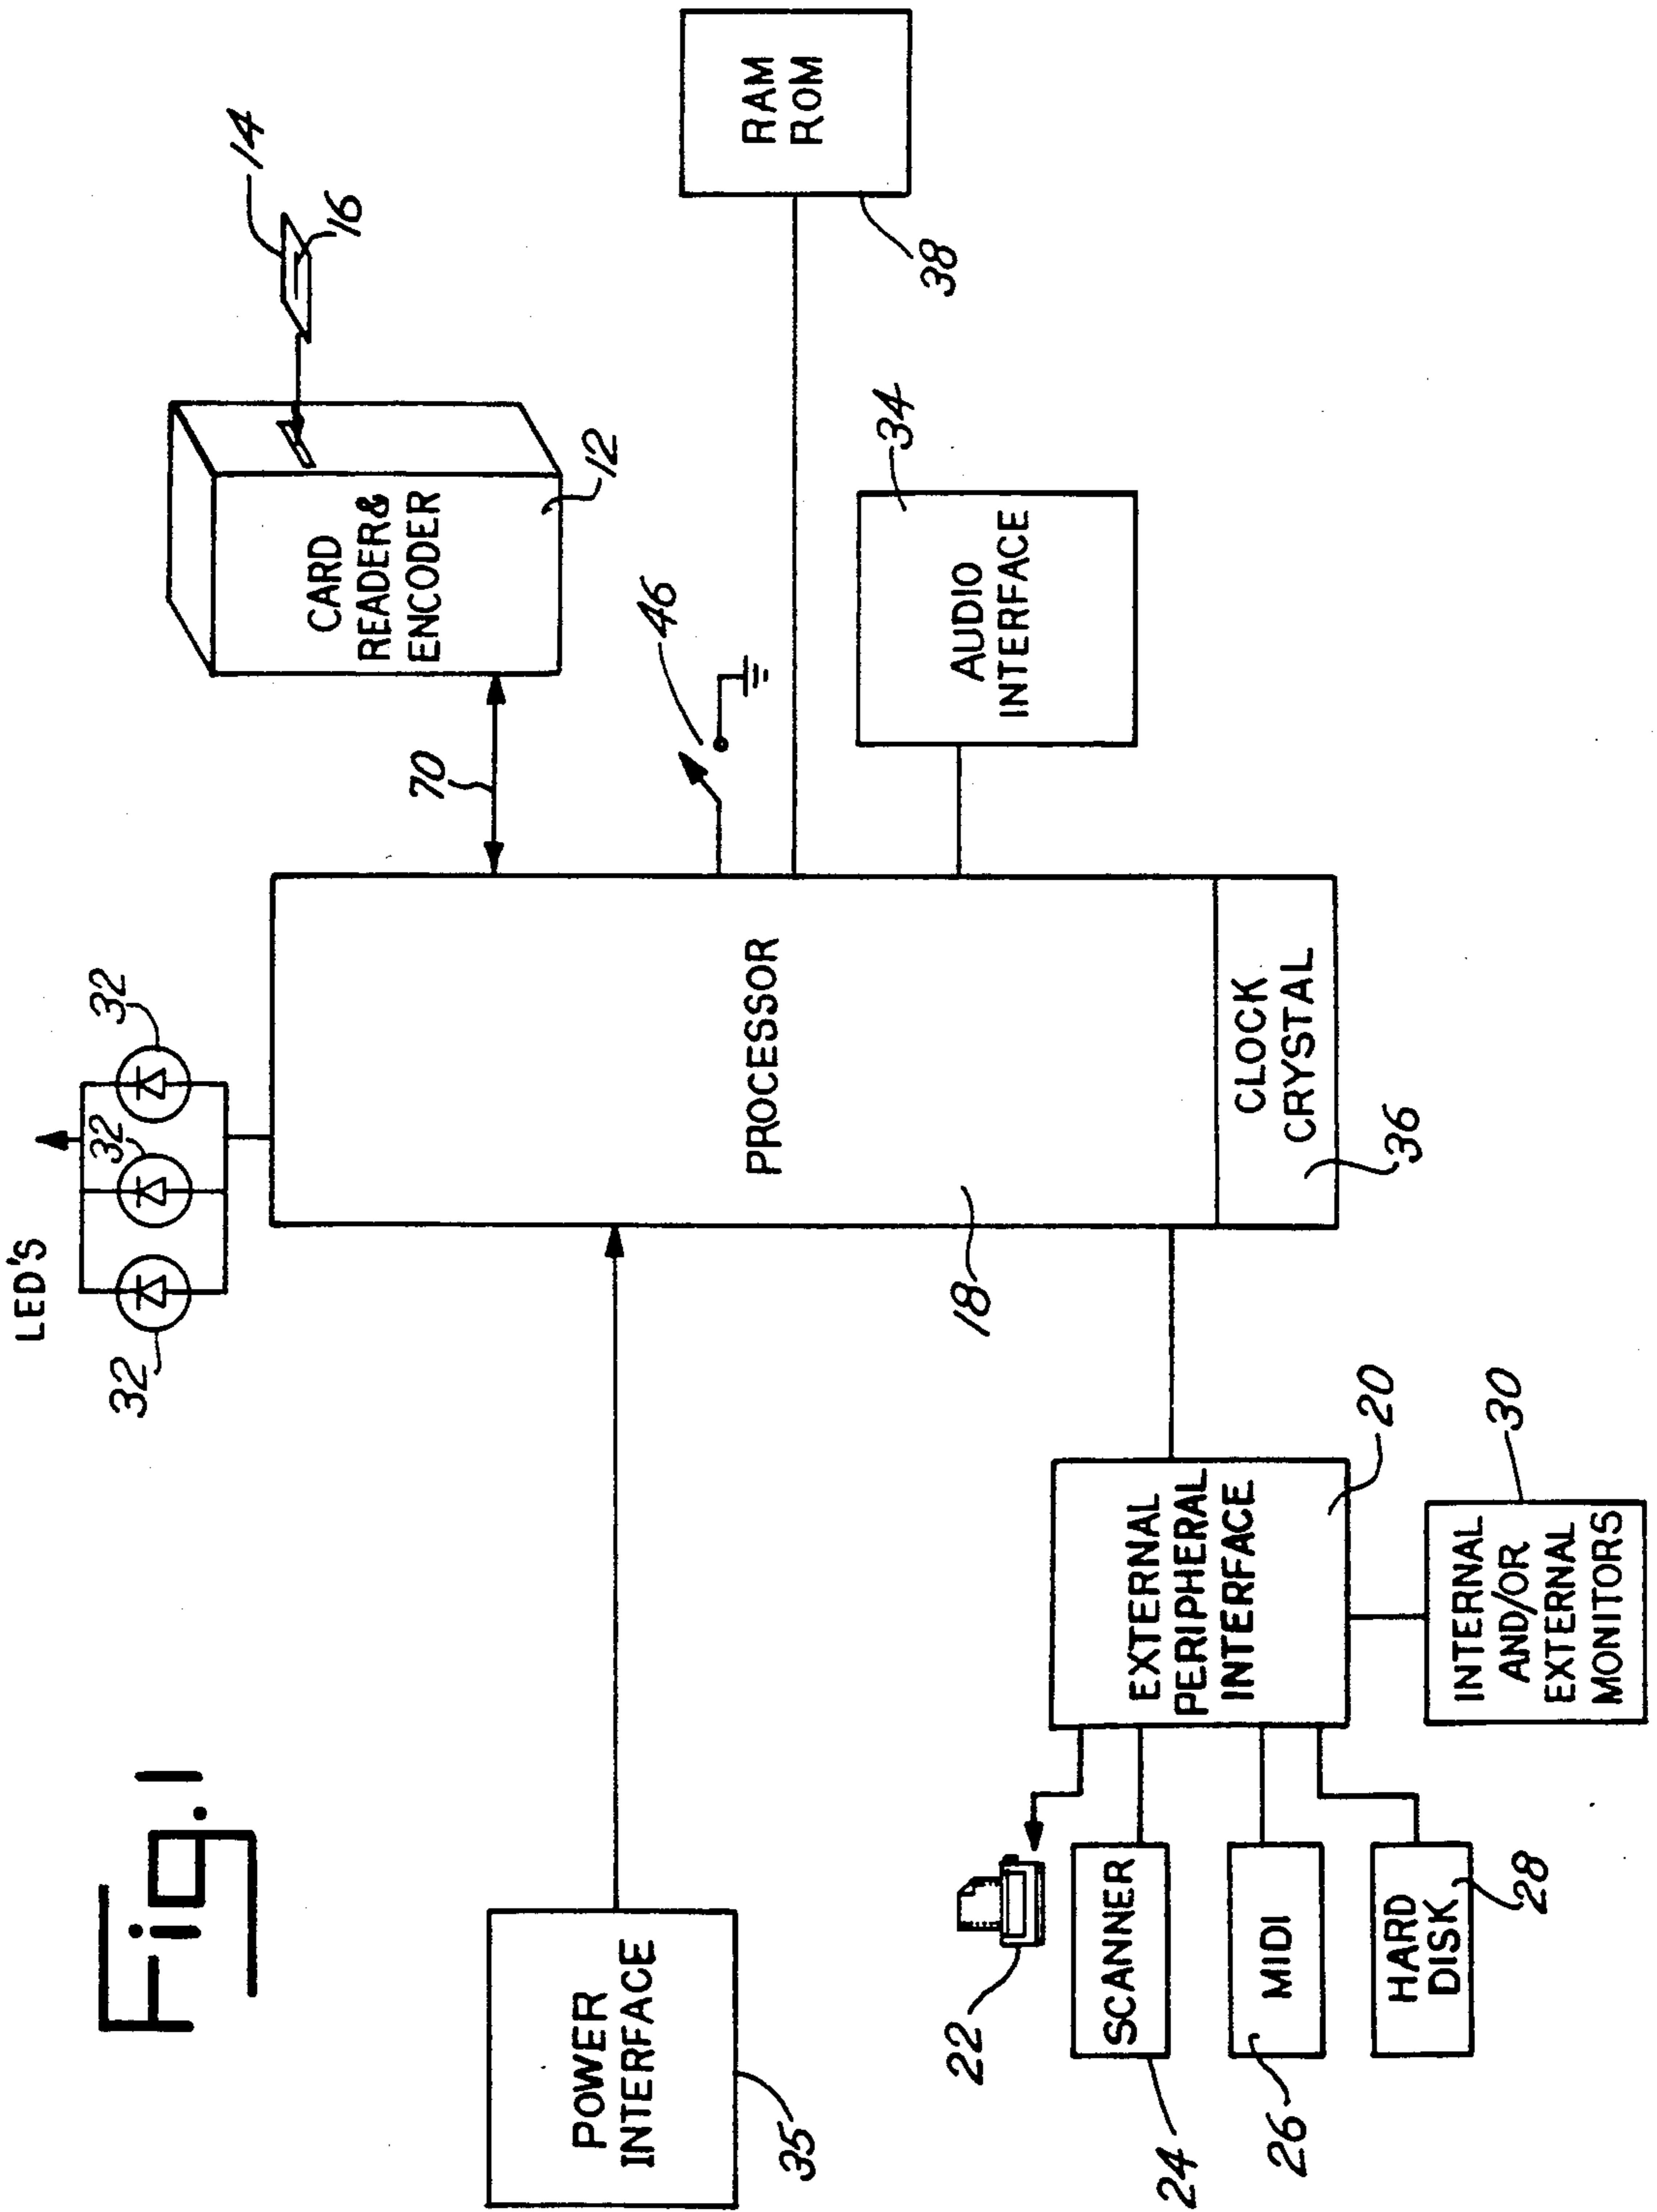 Fig.1
LED'S
32
32
32
14
16
CARD
READER&
ENCODER
12
70
46
POWER
INTERFACE
35
PROCESSOR
18
RAM
ROM
38
AUDIO
INTERFACE
34
CLOCK
CRYSTAL
36
EXTERNAL
PERIPHERAL
INTERFACE
20
22
SCANNER
24
MIDI
26
HARD
DISK
28
INTERNAL
AND/OR
EXTERNAL
MONITORS
30